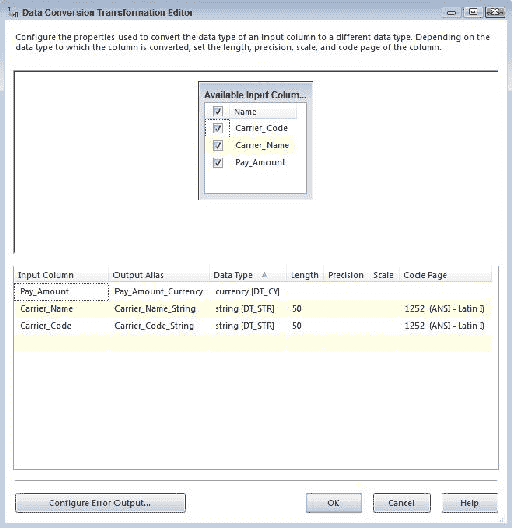 Data Conversion Transformation Editor
Configure the properties used to convert the data type of an input column to a different data type. Depending on the
data type to which the column is converted, set the length, precision, scale, and code page of the column.
Available Input Colum...
Name
Carrier_Code
Carrier_Name
Pay_Amount
Input Column Output Alias Data Type Length Precision Scale Code Page
Pay_Amount Pay_Amount_Currency currency [DT_CY]
Carrier_Name Carrier_Name_String string [DT_STR] 50 1252 (ANSI - Latin I)
Carrier_Code Carrier_Code_String string [DT_STR] 50 1252 (ANSI - Latin I)
Configure Error Output... OK Cancel Help